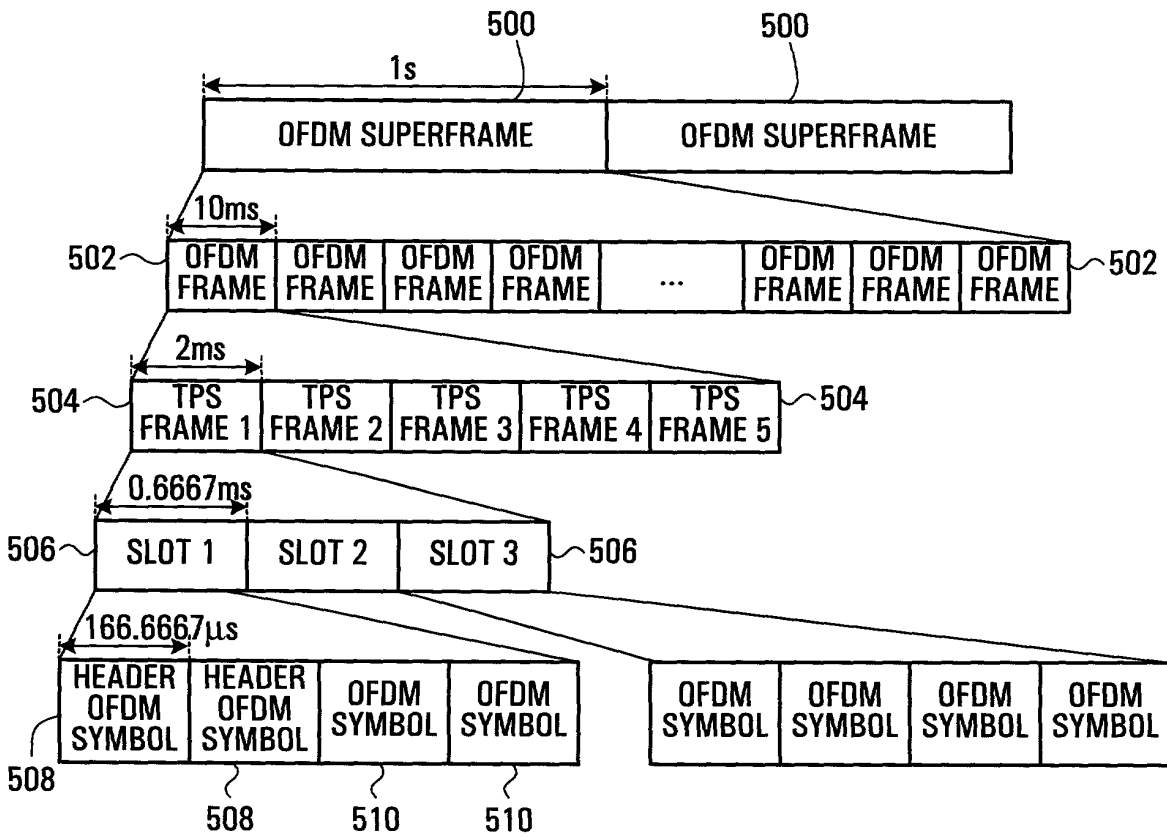 500
500
1s
OFDM SUPERFRAME
OFDM SUPERFRAME
10ms
502
OFDM FRAME
OFDM FRAME
OFDM FRAME
OFDM FRAME
...
OFDM FRAME
OFDM FRAME
OFDM FRAME
502
2ms
504
TPS FRAME 1
TPS FRAME 2
TPS FRAME 3
TPS FRAME 4
TPS FRAME 5
504
0.6667ms
506
SLOT 1
SLOT 2
SLOT 3
506
166.6667μs
HEADER OFDM SYMBOL
HEADER OFDM SYMBOL
OFDM SYMBOL
OFDM SYMBOL
OFDM SYMBOL
OFDM SYMBOL
OFDM SYMBOL
OFDM SYMBOL
508
508
510
510